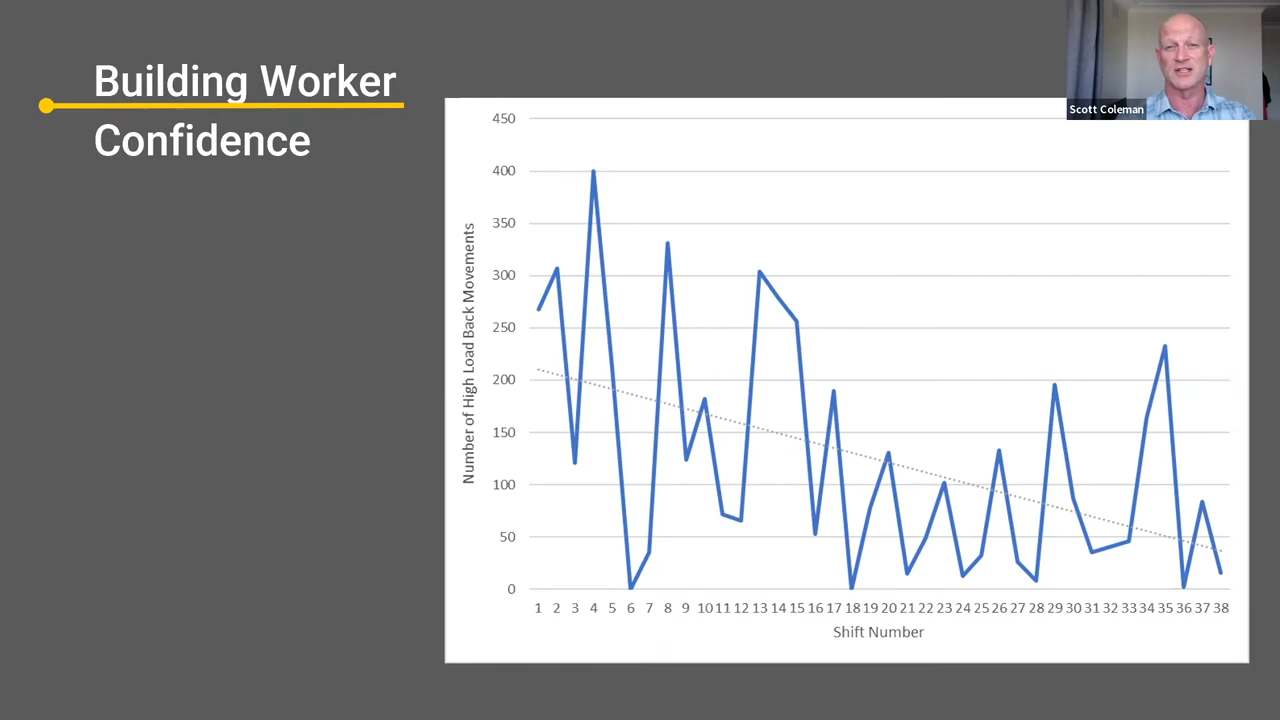 Building Worker
Confidence
Scott Coleman
450
400
350
300
250
200
150
100
50
0
Number of High Load Back Movements
1 2 3 4 5 6 7 8 9 10 11 12 13 14 15 16 17 18 19 20 21 22 23 24 25 26 27 28 29 30 31 32 33 34 35 36 37 38
Shift Number